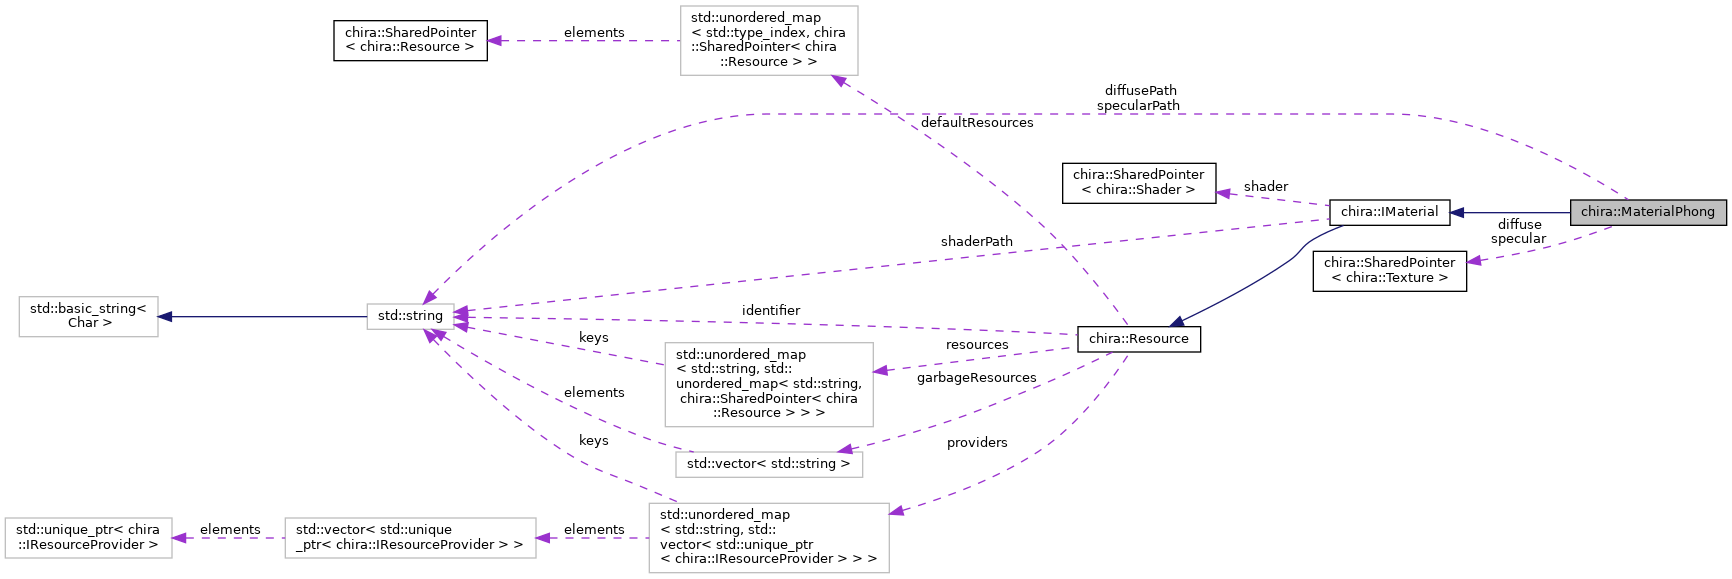 std::unordered_map
< std::type_index, chira
::SharedPointer< chira
::Resource > >
chira::SharedPointer
< chira::Resource >
elements
diffusePath
specularPath
defaultResources
chira::SharedPointer
< chira::Shader >
shader
chira::IMaterial
chira::MaterialPhong
diffuse
specular
shaderPath
chira::SharedPointer
< chira::Texture >
std::basic_string<
Char >
std::string
identifier
chira::Resource
keys
std::unordered_map
< std::string, std::
unordered_map< std::string,
chira::SharedPointer< chira
::Resource > > >
resources
garbageResources
elements
keys
providers
std::vector< std::string >
std::unique_ptr< chira
::IResourceProvider >
elements
std::vector< std::unique
_ptr< chira::IResourceProvider > >
elements
std::unordered_map
< std::string, std::
vector< std::unique_ptr
< chira::IResourceProvider > > >